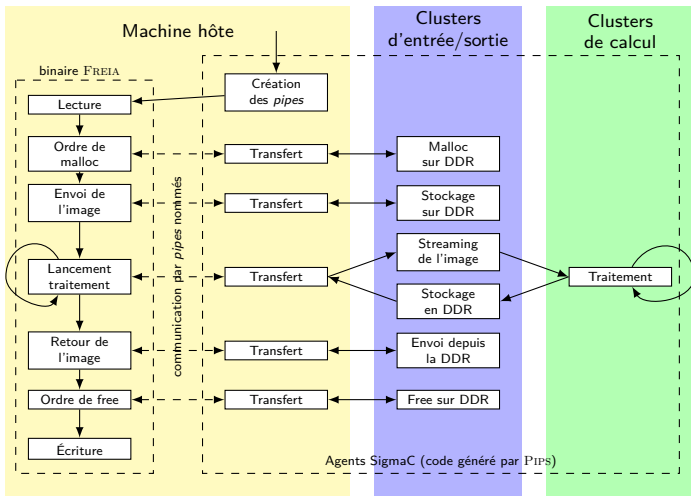 Machine hôte
Clusters
d'entrée/sortie
Clusters
de calcul
binaire FREIA
Création
des pipes
Lecture
Ordre de
malloc
Transfert
Malloc
sur DDR
Envoi de
l'image
Transfert
Stockage
sur DDR
communication par pipes nommés
Streaming
de l'image
Lancement
traitement
Transfert
Traitement
Stockage
en DDR
Retour de
l'image
Transfert
Envoi depuis
la DDR
Ordre de free
Transfert
Free sur DDR
Écriture
Agents SigmaC (code généré par PIPS)